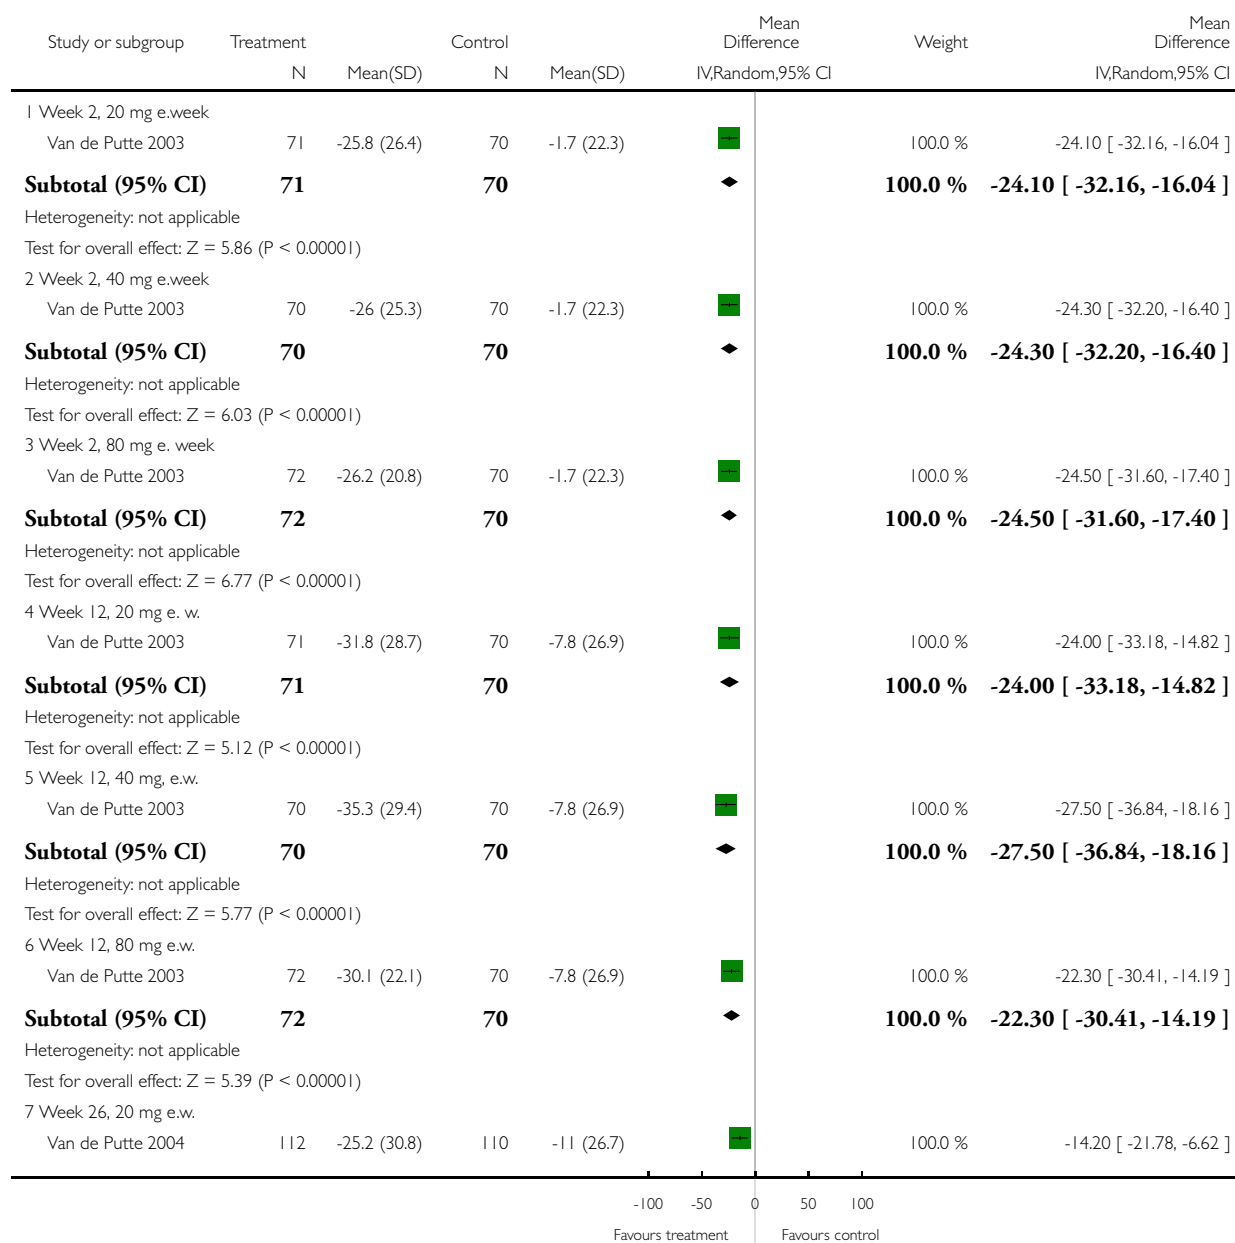 Study or subgroup Treatment Control Mean Difference Weight Mean Difference
N Mean(SD) N Mean(SD) IV,Random,95% CI IV,Random,95% CI
1 Week 2, 20 mg e.week
Van de Putte 2003 71 -25.8 (26.4) 70 -1.7 (22.3) 100.0 % -24.10 [ -32.16, -16.04 ]
Subtotal (95% CI) 71 70 100.0 % -24.10 [ -32.16, -16.04 ]
Heterogeneity: not applicable
Test for overall effect: Z = 5.86 (P < 0.00001)
2 Week 2, 40 mg e.week
Van de Putte 2003 70 -26 (25.3) 70 -1.7 (22.3) 100.0 % -24.30 [ -32.20, -16.40 ]
Subtotal (95% CI) 70 70 100.0 % -24.30 [ -32.20, -16.40 ]
Heterogeneity: not applicable
Test for overall effect: Z = 6.03 (P < 0.00001)
3 Week 2, 80 mg e. week
Van de Putte 2003 72 -26.2 (20.8) 70 -1.7 (22.3) 100.0 % -24.50 [ -31.60, -17.40 ]
Subtotal (95% CI) 72 70 100.0 % -24.50 [ -31.60, -17.40 ]
Heterogeneity: not applicable
Test for overall effect: Z = 6.77 (P < 0.00001)
4 Week 12, 20 mg e. w.
Van de Putte 2003 71 -31.8 (28.7) 70 -7.8 (26.9) 100.0 % -24.00 [ -33.18, -14.82 ]
Subtotal (95% CI) 71 70 100.0 % -24.00 [ -33.18, -14.82 ]
Heterogeneity: not applicable
Test for overall effect: Z = 5.12 (P < 0.00001)
5 Week 12, 40 mg, e.w.
Van de Putte 2003 70 -35.3 (29.4) 70 -7.8 (26.9) 100.0 % -27.50 [ -36.84, -18.16 ]
Subtotal (95% CI) 70 70 100.0 % -27.50 [ -36.84, -18.16 ]
Heterogeneity: not applicable
Test for overall effect: Z = 5.77 (P < 0.00001)
6 Week 12, 80 mg e.w.
Van de Putte 2003 72 -30.1 (22.1) 70 -7.8 (26.9) 100.0 % -22.30 [ -30.41, -14.19 ]
Subtotal (95% CI) 72 70 100.0 % -22.30 [ -30.41, -14.19 ]
Heterogeneity: not applicable
Test for overall effect: Z = 5.39 (P < 0.00001)
7 Week 26, 20 mg e.w.
Van de Putte 2004 112 -25.2 (30.8) 110 -11 (26.7) 100.0 % -14.20 [ -21.78, -6.62 ]
-100 -50 0 50 100
Favours treatment Favours control